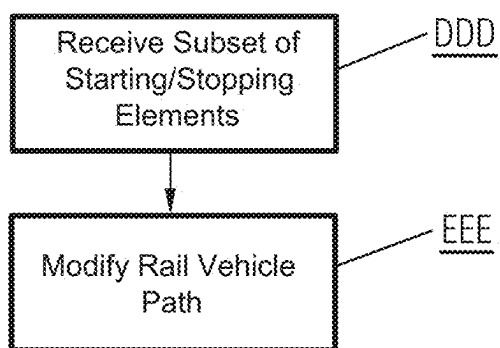 Receive Subset of
Starting/Stopping
Elements
DDD
Modify Rail Vehicle
Path
EEE